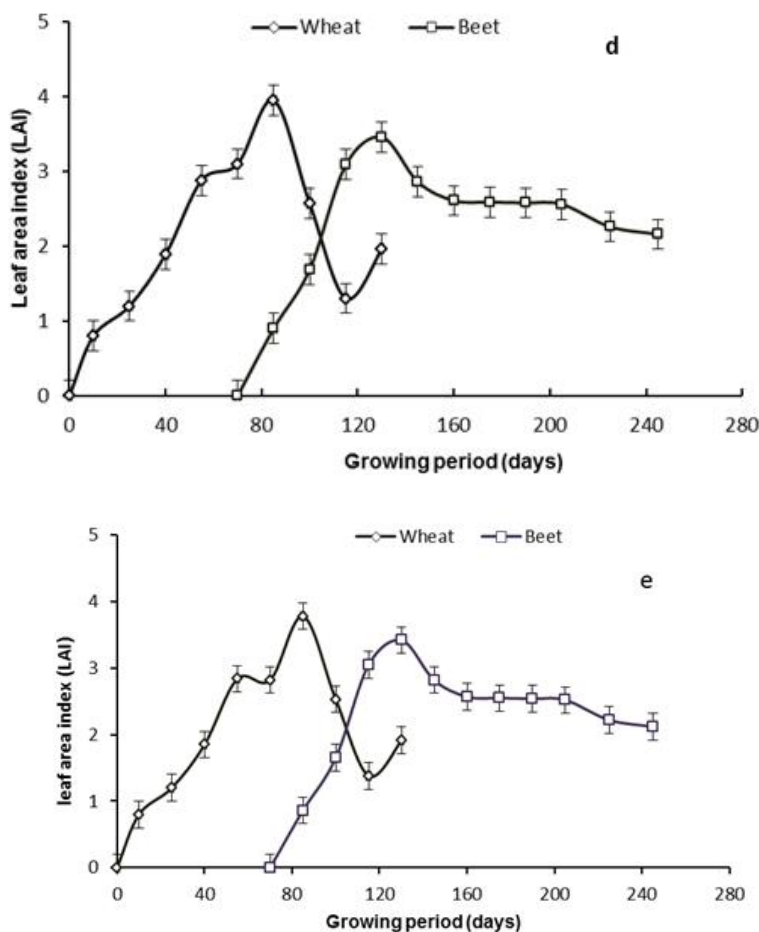 Wheat Beet
d
5
4
3
2
1
0
Leaf area index (LAI)
0 40 80 120 160 200 240 280
Growing period (days)
Wheat Beet
e
5
4
3
2
1
0
leaf area index (LAI)
0 40 80 120 160 200 240 280
Growing period (days)